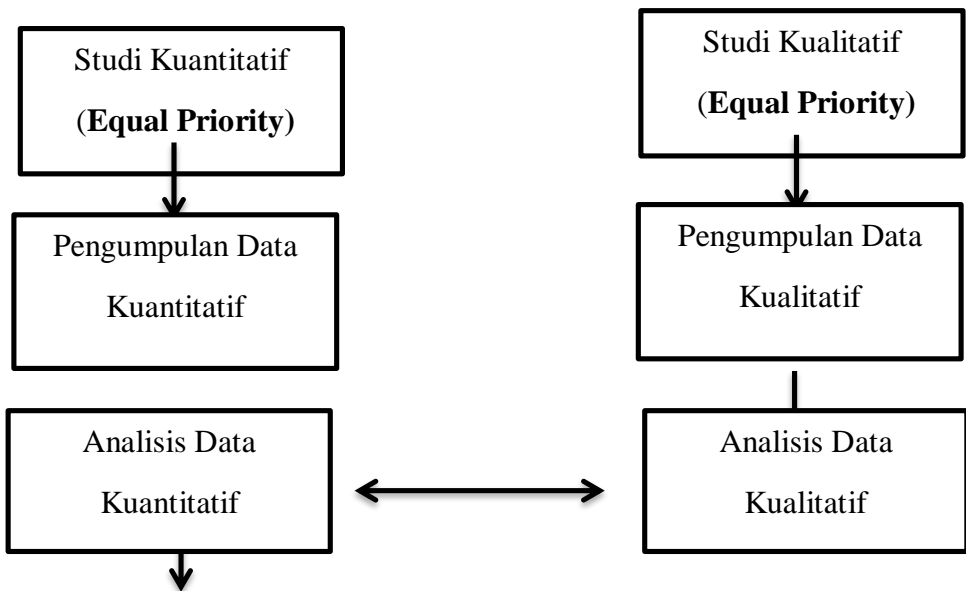 Studi Kuantitatif
(Equal Priority)
Studi Kualitatif
(Equal Priority)
Pengumpulan Data
Kuantitatif
Pengumpulan Data
Kualitatif
Analisis Data
Kuantitatif
Analisis Data
Kualitatif